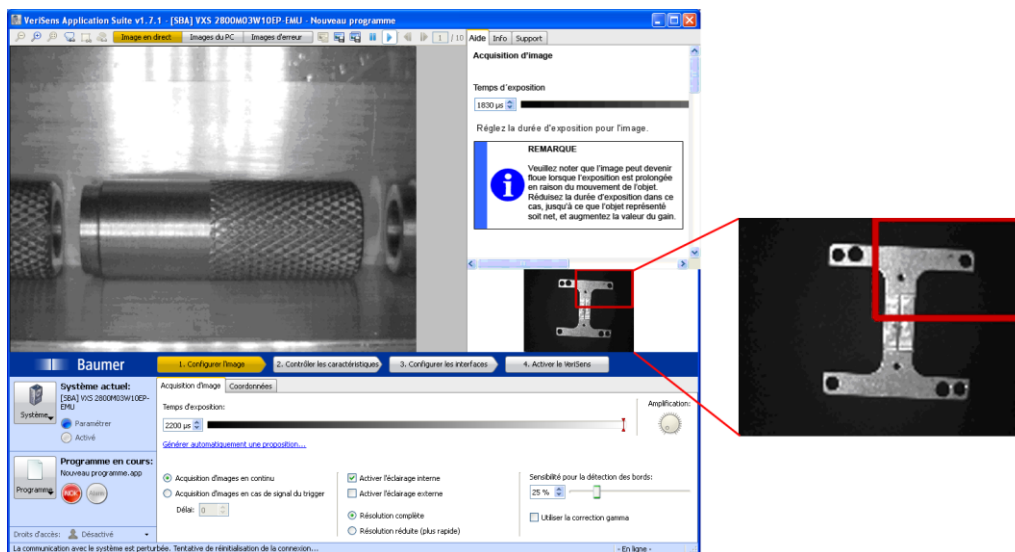 VeriSens Application Suite v1.7.1 - [SBA] VXS 2800M03W10EP-EMU - Nouveau programme
Image en direct Images du PC Images d'erreur 1 / 10
Aide Info Support
Acquisition d'image
Temps d'exposition
1830 µs
Réglez la durée d'exposition pour l'image.
REMARQUE
Veuillez noter que l'image peut devenir
floue lorsque l'exposition est prolongée
en raison du mouvement de l'objet.
Réduisez la durée d'exposition dans ce
cas, jusqu'à ce que l'objet représenté
soit net, et augmentez la valeur du gain.
Baumer
1. Configurer l'image 2. Contrôler les caractéristiques 3. Configurer les interfaces 4. Activer le VeriSens
Système
Système actuel:
[SBA] VXS 2800M03W10EP-
EMU
Paramétrer
Activé
Programme
Programme en cours:
Nouveau programme.app
Droits d'accès: Désactivé
Acquisition d'image Coordonnées
Temps d'exposition:
2200 µs
Amplification:
Générer automatiquement une proposition...
Acquisition d'images en continu
Acquisition d'images en cas de signal du trigger
Délai: 0
Activer l'éclairage interne
Activer l'éclairage externe
Résolution complète
Résolution réduite (plus rapide)
Sensibilité pour la détection des bords:
25 %
Utiliser la correction gamma
La communication avec le système est perturbée. Tentative de réinitialisation de la connexion...
- En ligne -